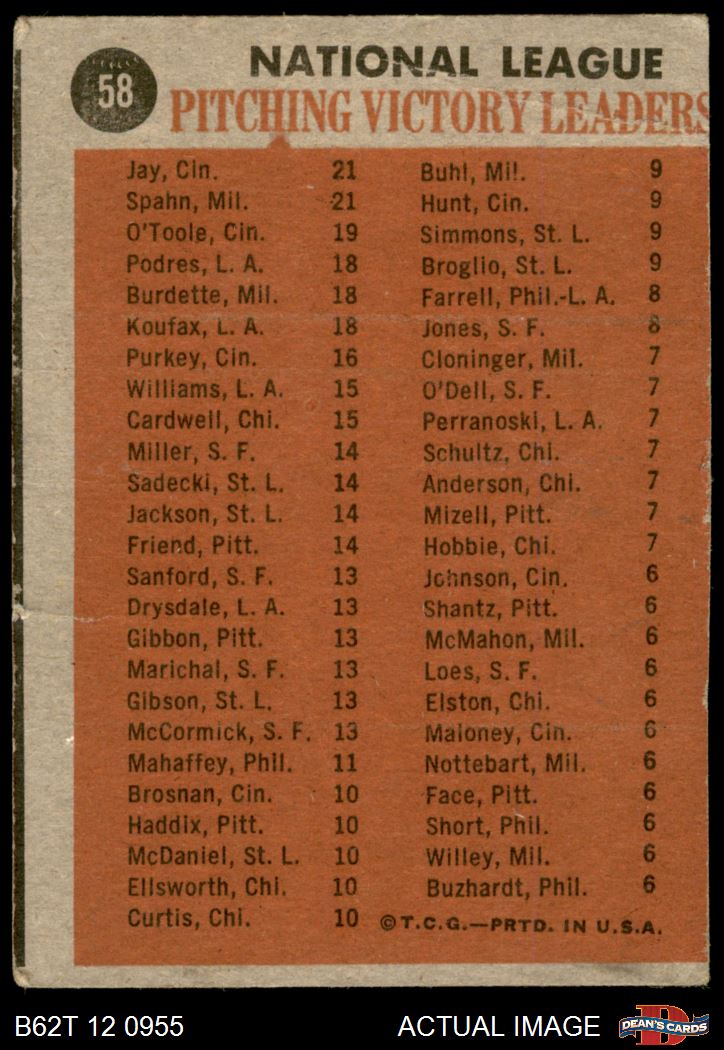 58
NATIONAL LEAGUE
PITCHING VICTORY LEADERS
Jay, Cin. 21
Spahn, Mil. 21
O'Toole, Cin. 19
Podres, L. A. 18
Burdette, Mil. 18
Koufax, L. A. 18
Purkey, Cin. 16
Williams, L. A. 15
Cardwell, Chi. 15
Miller, S. F. 14
Sadecki, St. L. 14
Jackson, St. L. 14
Friend, Pitt. 14
Sanford, S. F. 13
Drysdale, L. A. 13
Gibbon, Pitt. 13
Marichal, S. F. 13
Gibson, St. L. 13
McCormick, S. F. 13
Mahaffey, Phil. 11
Brosnan, Cin. 10
Haddix, Pitt. 10
McDaniel, St. L. 10
Ellsworth, Chi. 10
Curtis, Chi. 10
Buhl, Mil. 9
Hunt, Cin. 9
Simmons, St. L. 9
Broglio, St. L. 9
Farrell, Phil.-L. A. 8
Jones, S. F. 8
Cloninger, Mil. 7
O'Dell, S. F. 7
Perranoski, L. A. 7
Schultz, Chi. 7
Anderson, Chi. 7
Mizell, Pitt. 7
Hobbie, Chi. 7
Johnson, Cin. 6
Shantz, Pitt. 6
McMahon, Mil. 6
Loes, S. F. 6
Elston, Chi. 6
Maloney, Cin. 6
Nottebart, Mil. 6
Face, Pitt. 6
Short, Phil. 6
Willey, Mil. 6
Buzhardt, Phil. 6
©T.C.G.—PRTD. IN U.S.A.
B62T 12 0955
ACTUAL IMAGE
DEAN'S CARDS